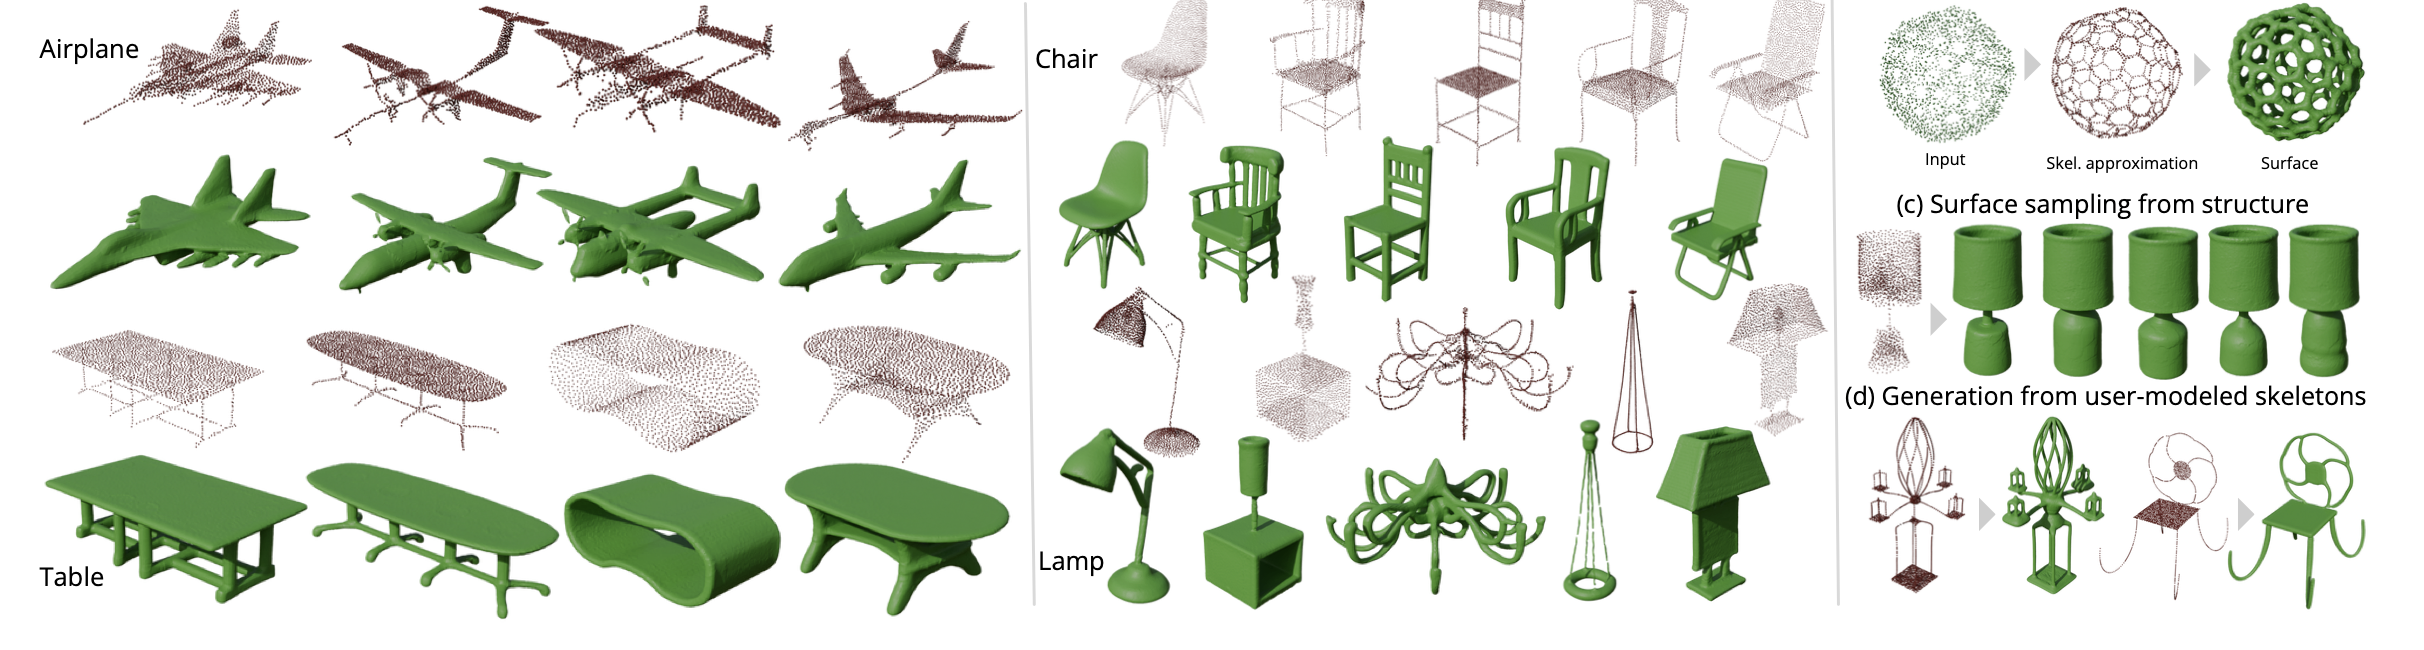 Airplane
Table
Chair
Lamp
Input
Skel. approximation
Surface
(c) Surface sampling from structure
(d) Generation from user-modeled skeletons